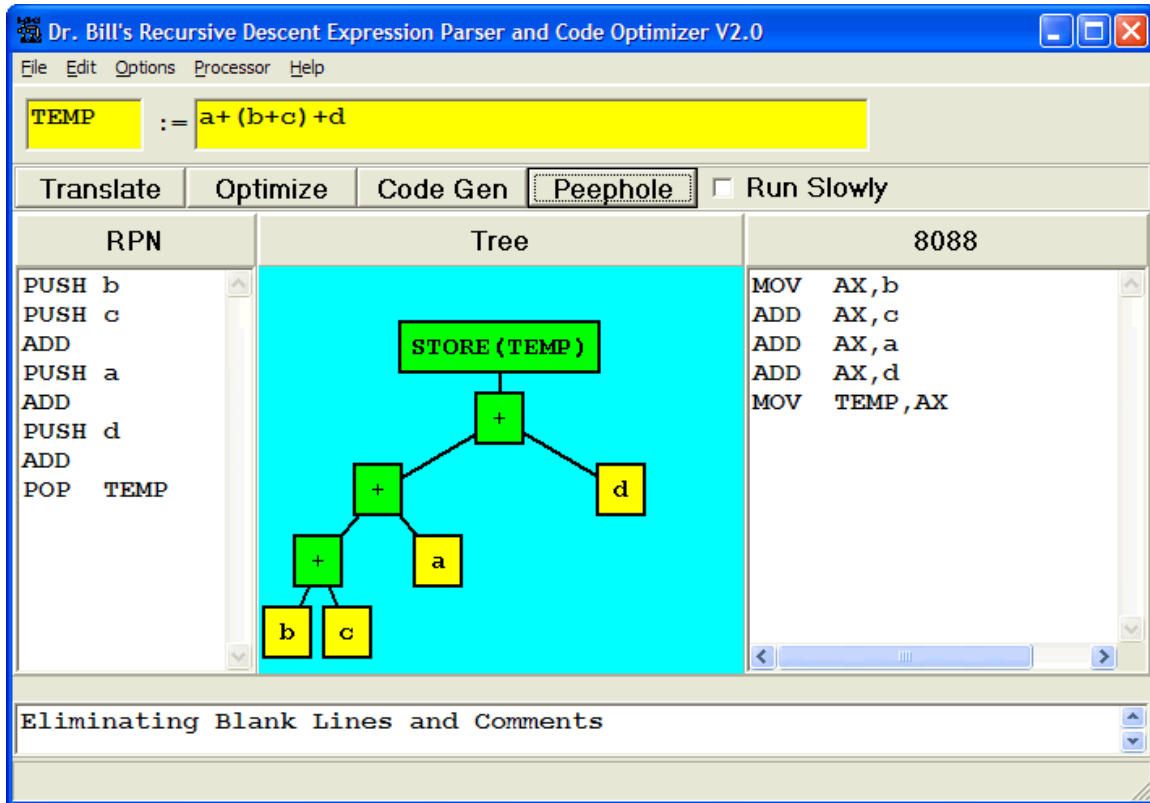 Dr. Bill's Recursive Descent Expression Parser and Code Optimizer V2.0
File Edit Options Processor Help
TEMP := a+(b+c)+d
Translate Optimize Code Gen Peephole Run Slowly
RPN
PUSH b
PUSH c
ADD
PUSH a
ADD
PUSH d
ADD
POP TEMP
Tree
STORE(TEMP)
+
+ d
+ a
b c
8088
MOV AX,b
ADD AX,c
ADD AX,a
ADD AX,d
MOV TEMP,AX
Eliminating Blank Lines and Comments